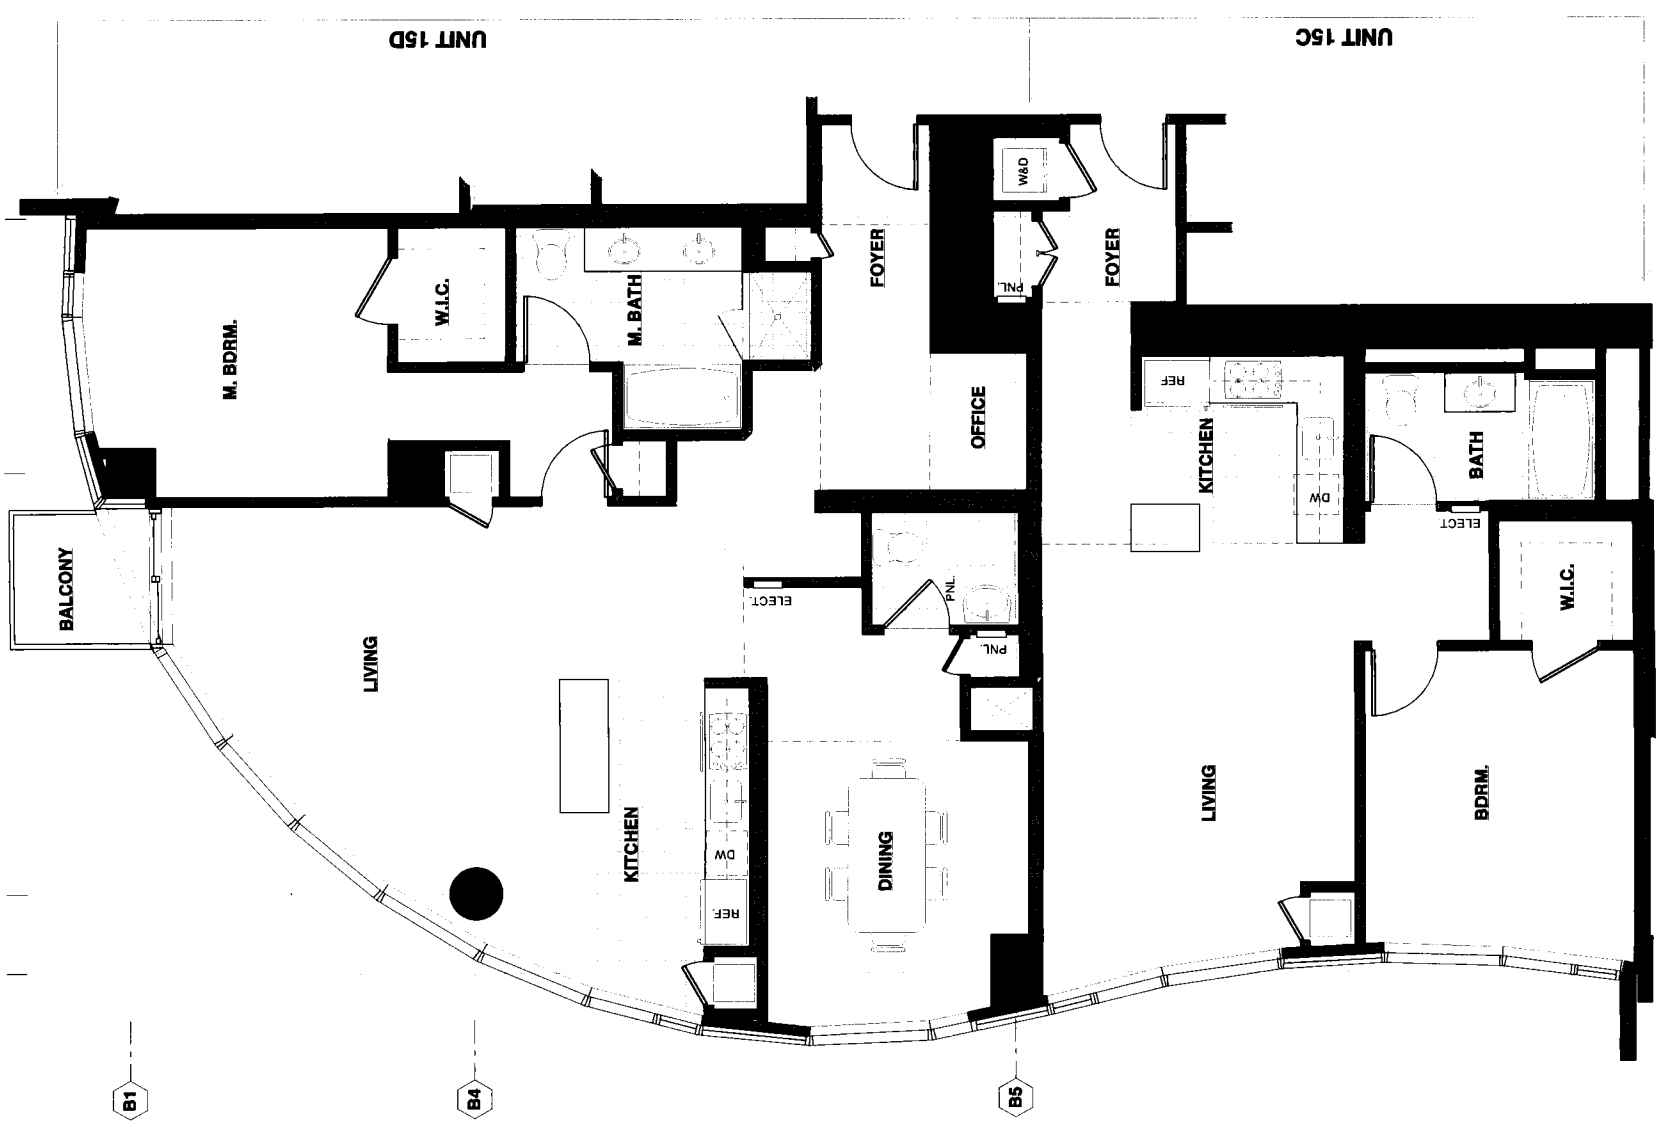 UNIT 15D
UNIT 15C
W&D
FOYER
FOYER
PNL.
W.I.C.
M. BATH
M. BDRM.
REF.
OFFICE
KITCHEN
BATH
DW
ELECT.
BALCONY
PNL.
ELECT.
W.I.C.
LIVING
PNL.
LIVING
BDRM.
KITCHEN
DW
DINING
REF.
B1
B4
B5